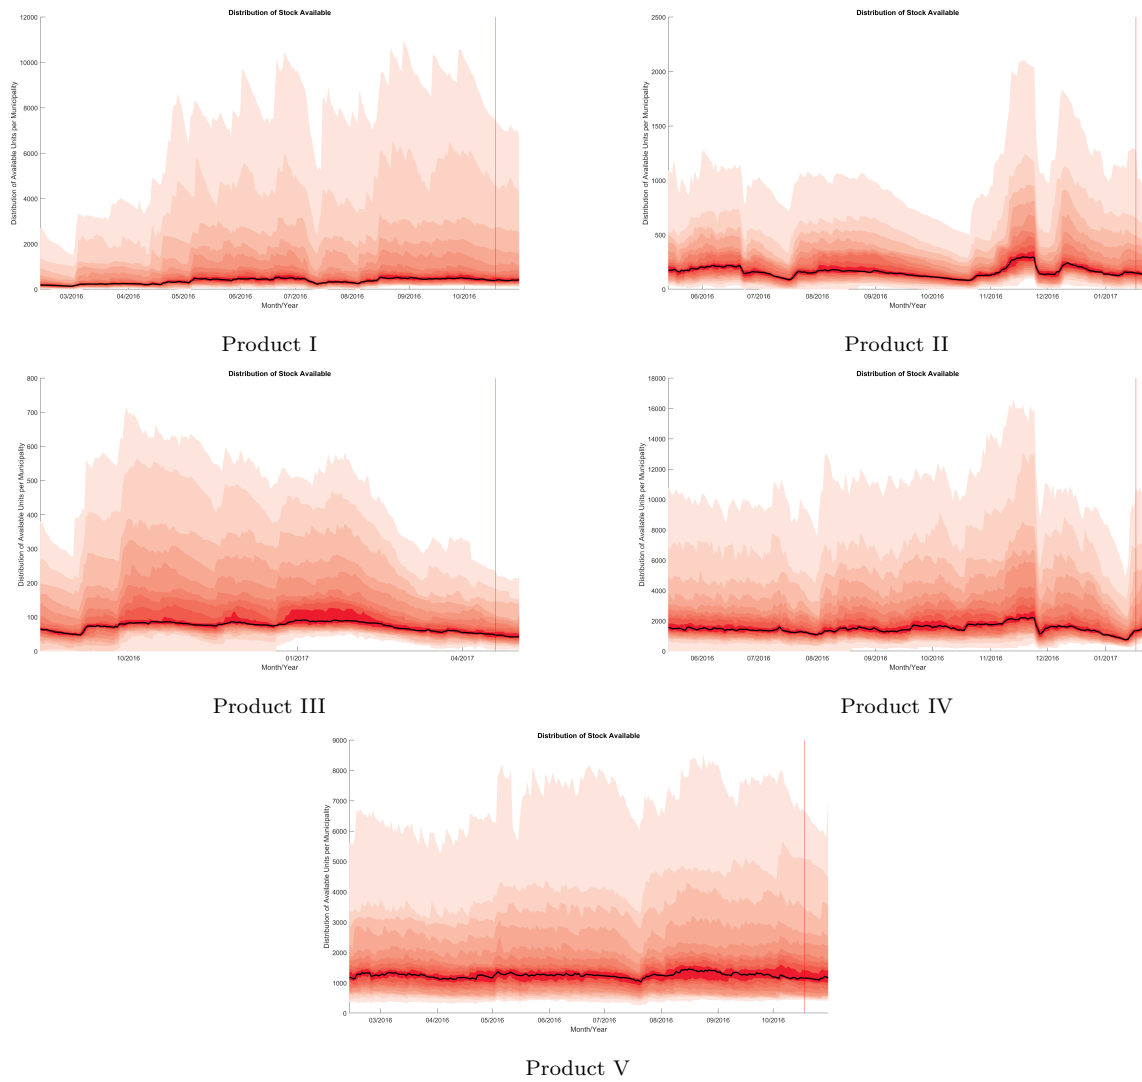 Distribution of Stock Available
12000
10000
8000
6000
4000
2000
0
Distribution of Available Units per Municipality
03/2016 04/2016 05/2016 06/2016 07/2016 08/2016 09/2016 10/2016
Month/Year
Product I
Distribution of Stock Available
2500
2000
1500
1000
500
0
Distribution of Available Units per Municipality
06/2016 07/2016 08/2016 09/2016 10/2016 11/2016 12/2016 01/2017
Month/Year
Product II
Distribution of Stock Available
800
700
600
500
400
300
200
100
0
Distribution of Available Units per Municipality
10/2016 01/2017 04/2017
Month/Year
Product III
Distribution of Stock Available
18000
16000
14000
12000
10000
8000
6000
4000
2000
0
Distribution of Available Units per Municipality
06/2016 07/2016 08/2016 09/2016 10/2016 11/2016 12/2016 01/2017
Month/Year
Product IV
Distribution of Stock Available
9000
8000
7000
6000
5000
4000
3000
2000
1000
0
Distribution of Available Units per Municipality
03/2016 04/2016 05/2016 06/2016 07/2016 08/2016 09/2016 10/2016
Month/Year
Product V